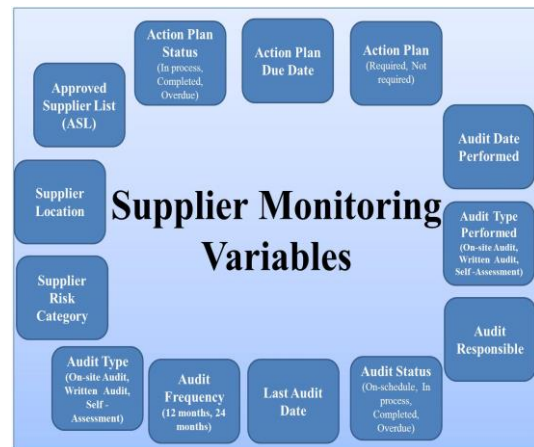 Action Plan
Status
(In process,
Completed,
Overdue)
Action Plan
Due Date
Action Plan
(Required, Not
required)
Approved
Supplier List
(ASL)
Audit Date
Performed
Supplier
Location
Supplier Monitoring
Variables
Audit Type
Performed
(On-site Audit,
Written Audit,
Self -Assessment)
Supplier
Risk
Category
Audit
Responsible
Audit Type
(On-site Audit,
Written Audit,
Self -
Assessment)
Audit
Frequency
(12 months, 24
months)
Last Audit
Date
Audit Status
(On-schedule, In
process,
Completed,
Overdue)